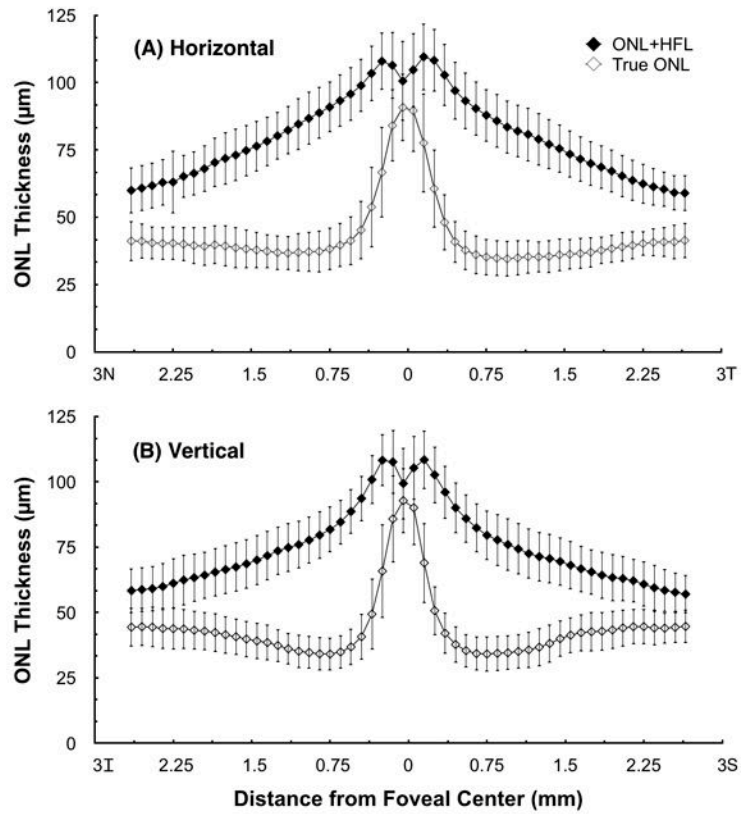 (A) Horizontal
ONL+HFL
True ONL
ONL Thickness (µm)
125
100
75
50
25
0
3N 2.25 1.5 0.75 0 0.75 1.5 2.25 3T
(B) Vertical
ONL Thickness (µm)
125
100
75
50
25
0
3I 2.25 1.5 0.75 0 0.75 1.5 2.25 3S
Distance from Foveal Center (mm)